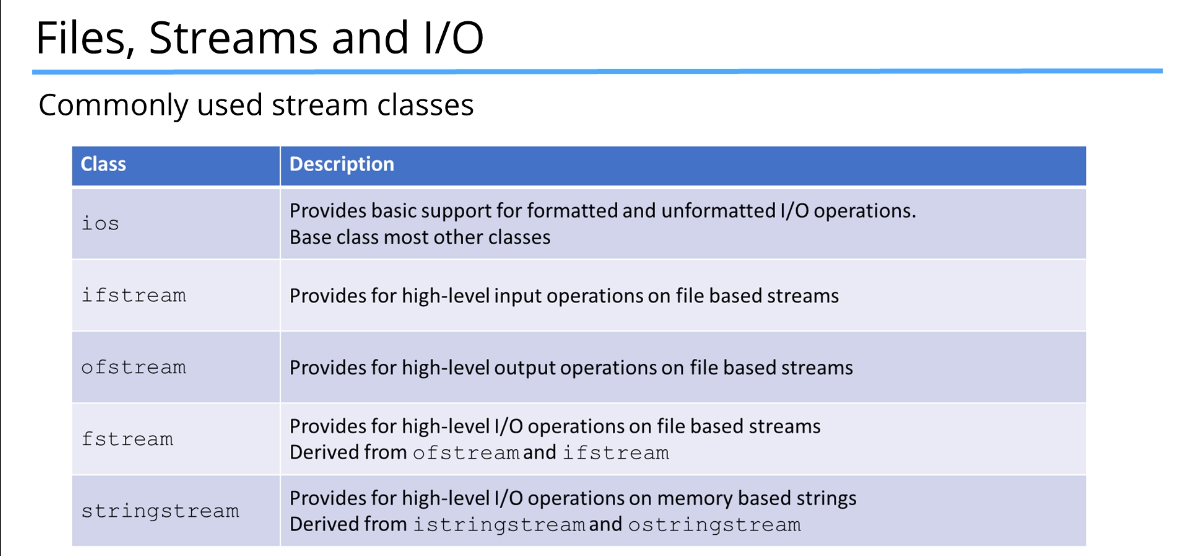 Files, Streams and I/O
Commonly used stream classes
Class Description
ios
Provides basic support for formatted and unformatted I/O operations.
Base class most other classes
ifstream Provides for high-level input operations on file based streams
ofstream Provides for high-level output operations on file based streams
fstream
Provides for high-level I/O operations on file based streams
Derived from ofstream and ifstream
stringstream
Provides for high-level I/O operations on memory based strings
Derived from istringstream and ostringstream